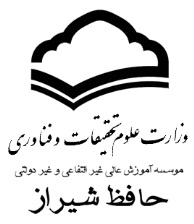 وزارت علوم تحقیقات و فناوری
موسسه آموزش عالی غیر انتفاعی و غیر دولتی
حافظ شیراز